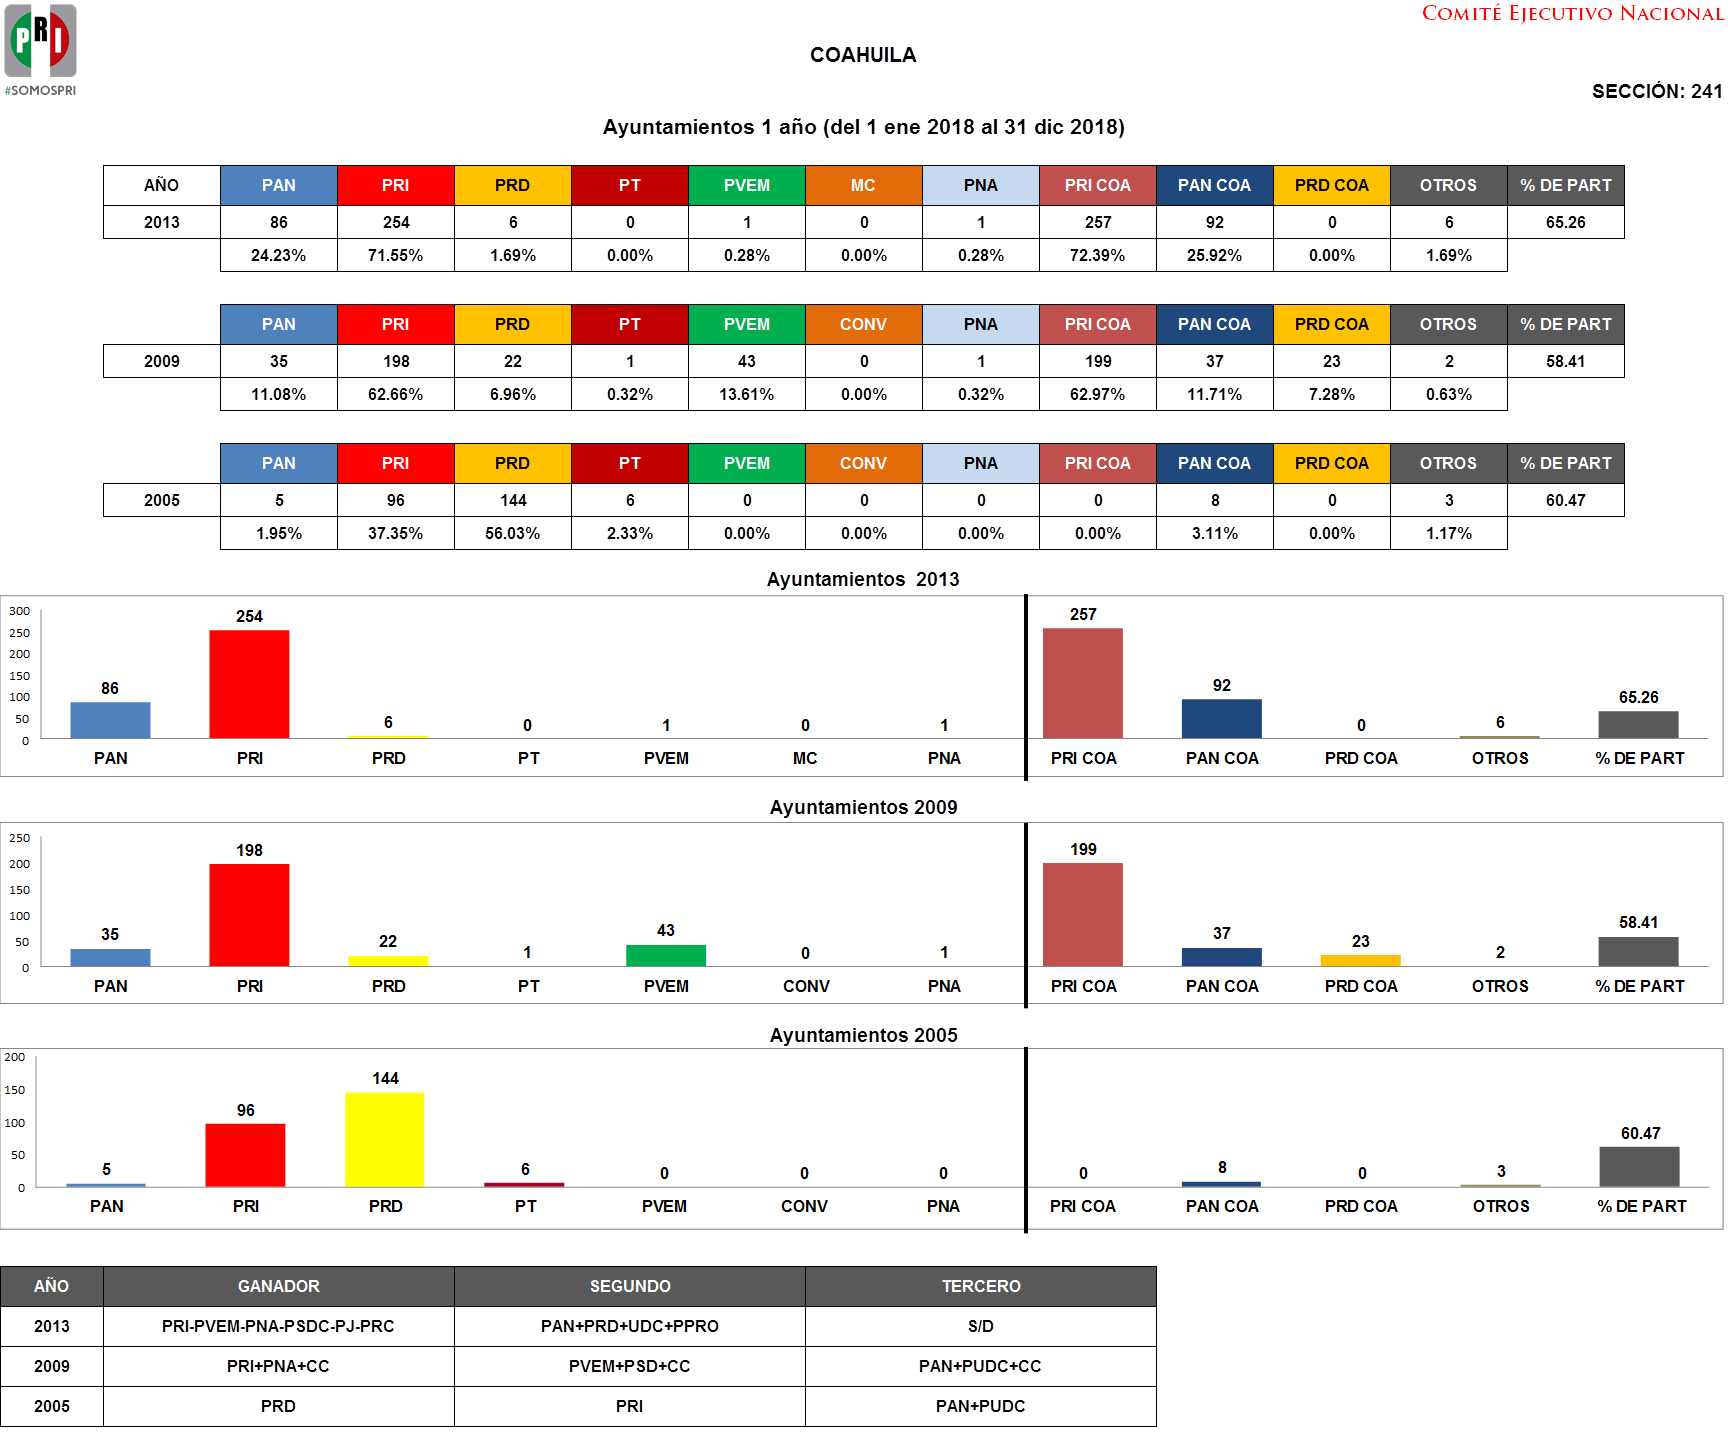 COMITÉ EJECUTIVO NACIONAL
PRI
#SOMOSPRI
COAHUILA
SECCIÓN: 241
Ayuntamientos 1 año (del 1 ene 2018 al 31 dic 2018)
AÑO PAN PRI PRD PT PVEM MC PNA PRI COA PAN COA PRD COA OTROS % DE PART
2013 86 254 6 0 1 0 1 257 92 0 6 65.26
24.23% 71.55% 1.69% 0.00% 0.28% 0.00% 0.28% 72.39% 25.92% 0.00% 1.69%
PAN PRI PRD PT PVEM CONV PNA PRI COA PAN COA PRD COA OTROS % DE PART
2009 35 198 22 1 43 0 1 199 37 23 2 58.41
11.08% 62.66% 6.96% 0.32% 13.61% 0.00% 0.32% 62.97% 11.71% 7.28% 0.63%
PAN PRI PRD PT PVEM CONV PNA PRI COA PAN COA PRD COA OTROS % DE PART
2005 5 96 144 6 0 0 0 0 8 0 3 60.47
1.95% 37.35% 56.03% 2.33% 0.00% 0.00% 0.00% 0.00% 3.11% 0.00% 1.17%
Ayuntamientos 2013
300
250
200
150
100
50
0
86 254 6 0 1 0 1 257 92 0 6 65.26
PAN PRI PRD PT PVEM MC PNA PRI COA PAN COA PRD COA OTROS % DE PART
Ayuntamientos 2009
250
200
150
100
50
0
35 198 22 1 43 0 1 199 37 23 2 58.41
PAN PRI PRD PT PVEM CONV PNA PRI COA PAN COA PRD COA OTROS % DE PART
Ayuntamientos 2005
200
150
100
50
0
5 96 144 6 0 0 0 0 8 0 3 60.47
PAN PRI PRD PT PVEM CONV PNA PRI COA PAN COA PRD COA OTROS % DE PART
AÑO GANADOR SEGUNDO TERCERO
2013 PRI-PVEM-PNA-PSDC-PJ-PRC PAN+PRD+UDC+PPRO S/D
2009 PRI+PNA+CC PVEM+PSD+CC PAN+PUDC+CC
2005 PRD PRI PAN+PUDC